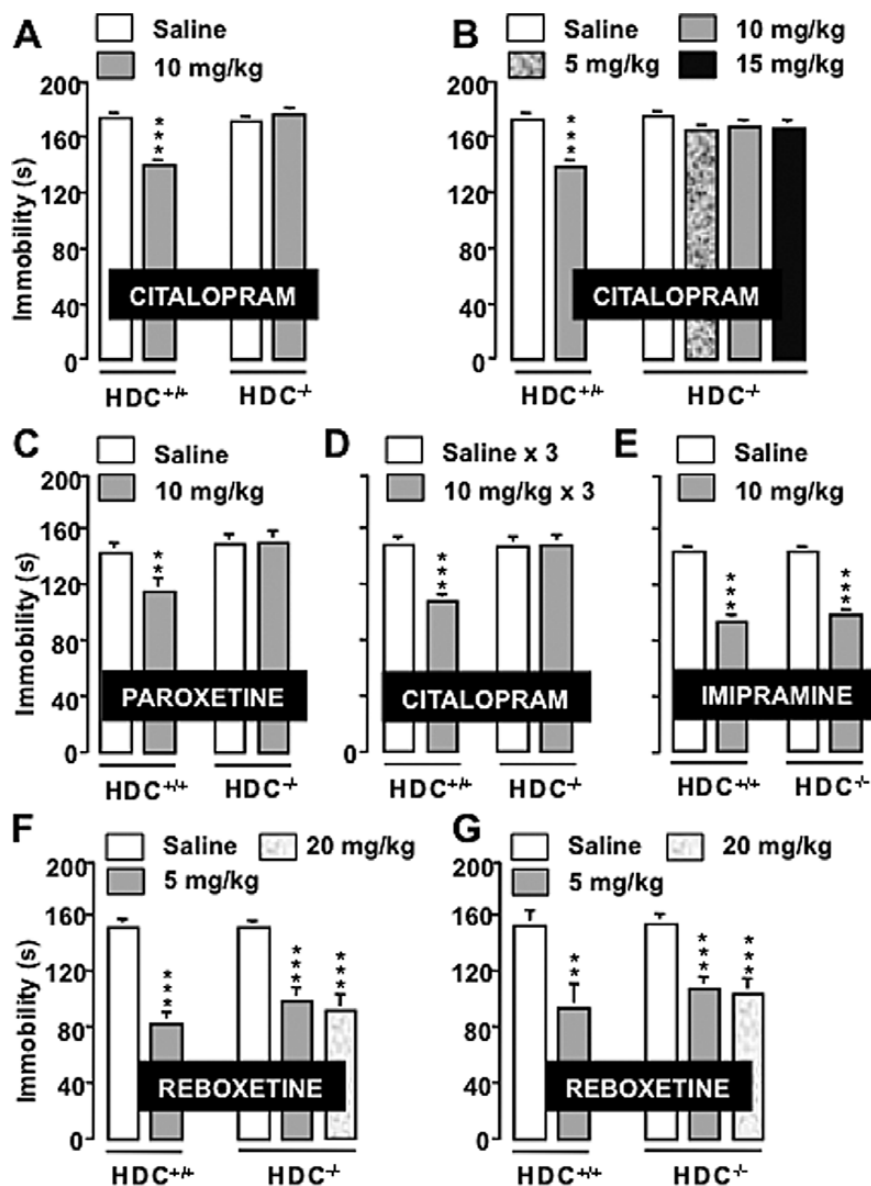 A
Saline
10 mg/kg
Immobility (s)
200
160
120
80
40
0
***
CITALOPRAM
HDC+/+
HDC-/-
B
Saline
10 mg/kg
5 mg/kg
15 mg/kg
200
160
120
80
40
0
***
CITALOPRAM
HDC+/+
HDC-/-
C
Saline
10 mg/kg
Immobility (s)
200
160
120
80
40
0
**
PAROXETINE
HDC+/+
HDC-/-
D
Saline x 3
10 mg/kg x 3
0
***
CITALOPRAM
HDC+/+
HDC-/-
E
Saline
10 mg/kg
***
***
IMIPRAMINE
HDC+/+
HDC-/-
F
Saline
20 mg/kg
5 mg/kg
Immobility (s)
200
160
120
80
40
0
***
***
***
REBOXETINE
HDC+/+
HDC-/-
G
Saline
20 mg/kg
5 mg/kg
200
160
120
80
40
0
**
***
***
REBOXETINE
HDC+/+
HDC-/-